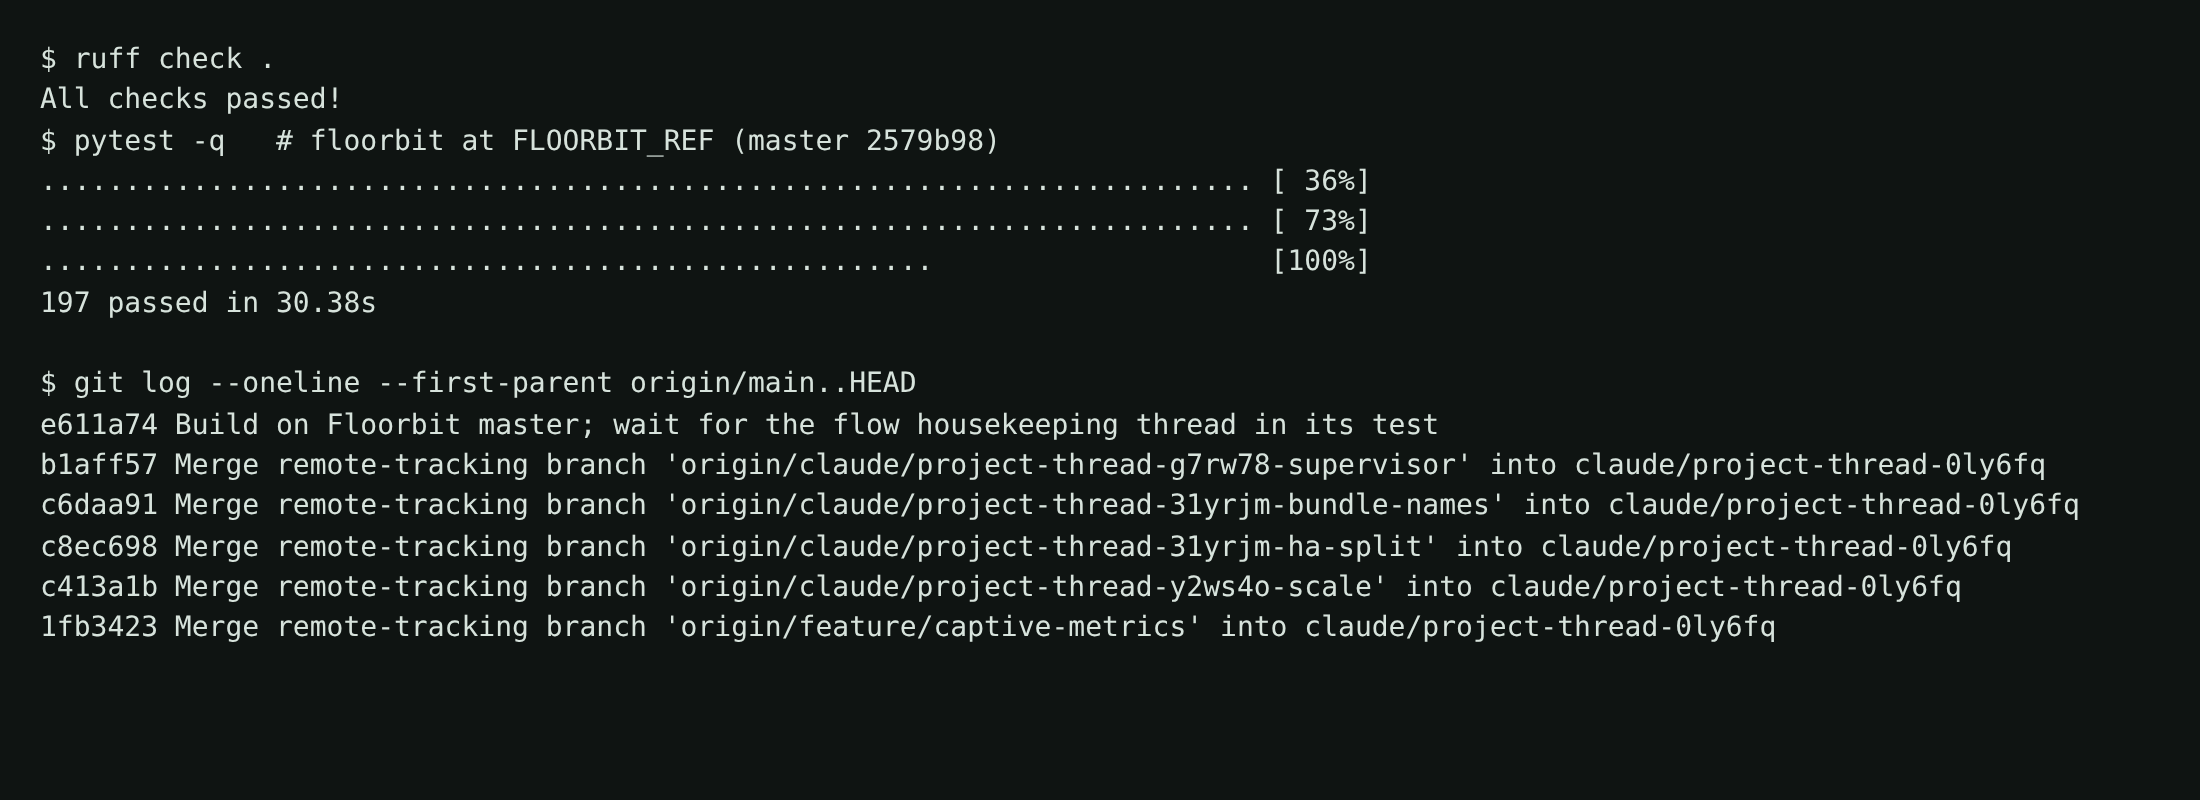 $ ruff check .
All checks passed!
$ pytest -q   # floorbit at FLOORBIT_REF (master 2579b98)
........................................................................ [ 36%]
........................................................................ [ 73%]
.....................................................                    [100%]
197 passed in 30.38s
$ git log --oneline --first-parent origin/main..HEAD
e611a74 Build on Floorbit master; wait for the flow housekeeping thread in its test
b1aff57 Merge remote-tracking branch 'origin/claude/project-thread-g7rw78-supervisor' into claude/project-thread-0ly6fq
c6daa91 Merge remote-tracking branch 'origin/claude/project-thread-31yrjm-bundle-names' into claude/project-thread-0ly6fq
c8ec698 Merge remote-tracking branch 'origin/claude/project-thread-31yrjm-ha-split' into claude/project-thread-0ly6fq
c413a1b Merge remote-tracking branch 'origin/claude/project-thread-y2ws4o-scale' into claude/project-thread-0ly6fq
1fb3423 Merge remote-tracking branch 'origin/feature/captive-metrics' into claude/project-thread-0ly6fq